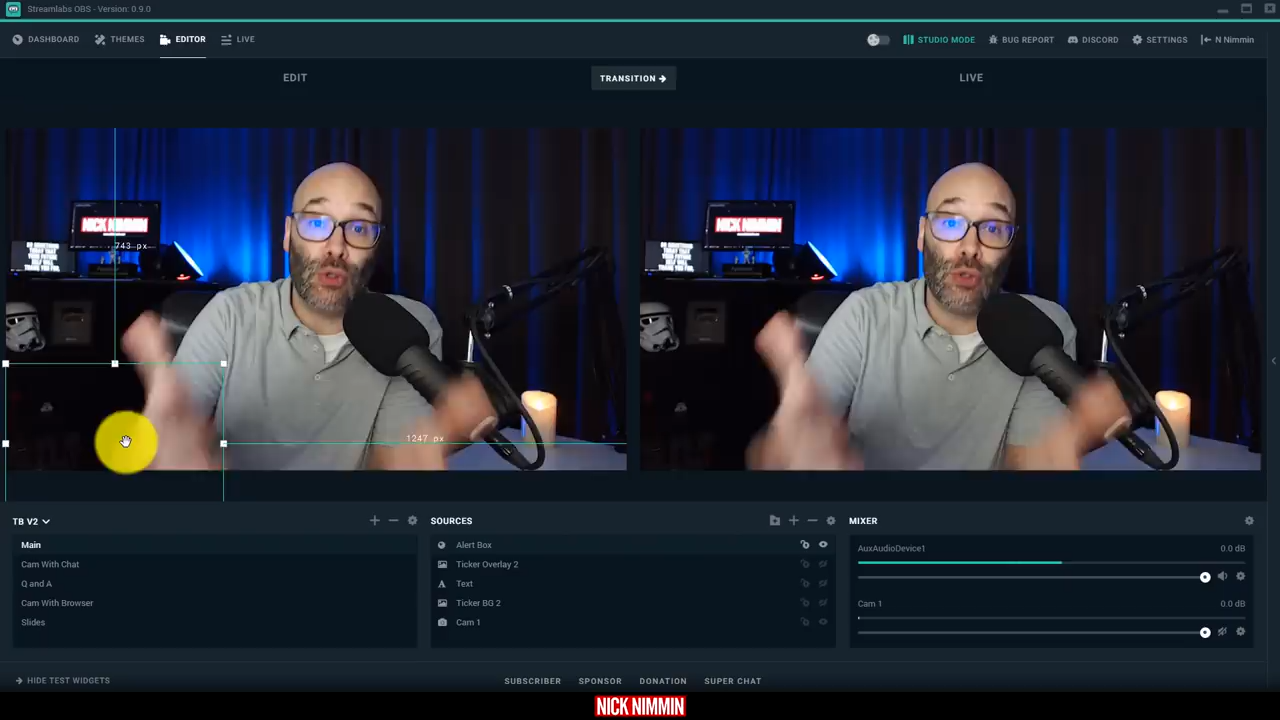 Streamlabs OBS - Version: 0.9.0
DASHBOARD THEMES EDITOR LIVE
STUDIO MODE BUG REPORT DISCORD SETTINGS N Nimmin
EDIT
TRANSITION
LIVE
NICK NIMMIN
743 px
1247 px
NICK NIMMIN
TB V2
Main
Cam With Chat
Q and A
Cam With Browser
Slides
SOURCES
Alert Box
Ticker Overlay 2
Text
Ticker BG 2
Cam 1
MIXER
AuxAudioDevice1 0.0 dB
Cam 1 0.0 dB
HIDE TEST WIDGETS
SUBSCRIBER SPONSOR DONATION SUPER CHAT
NICK NIMMIN